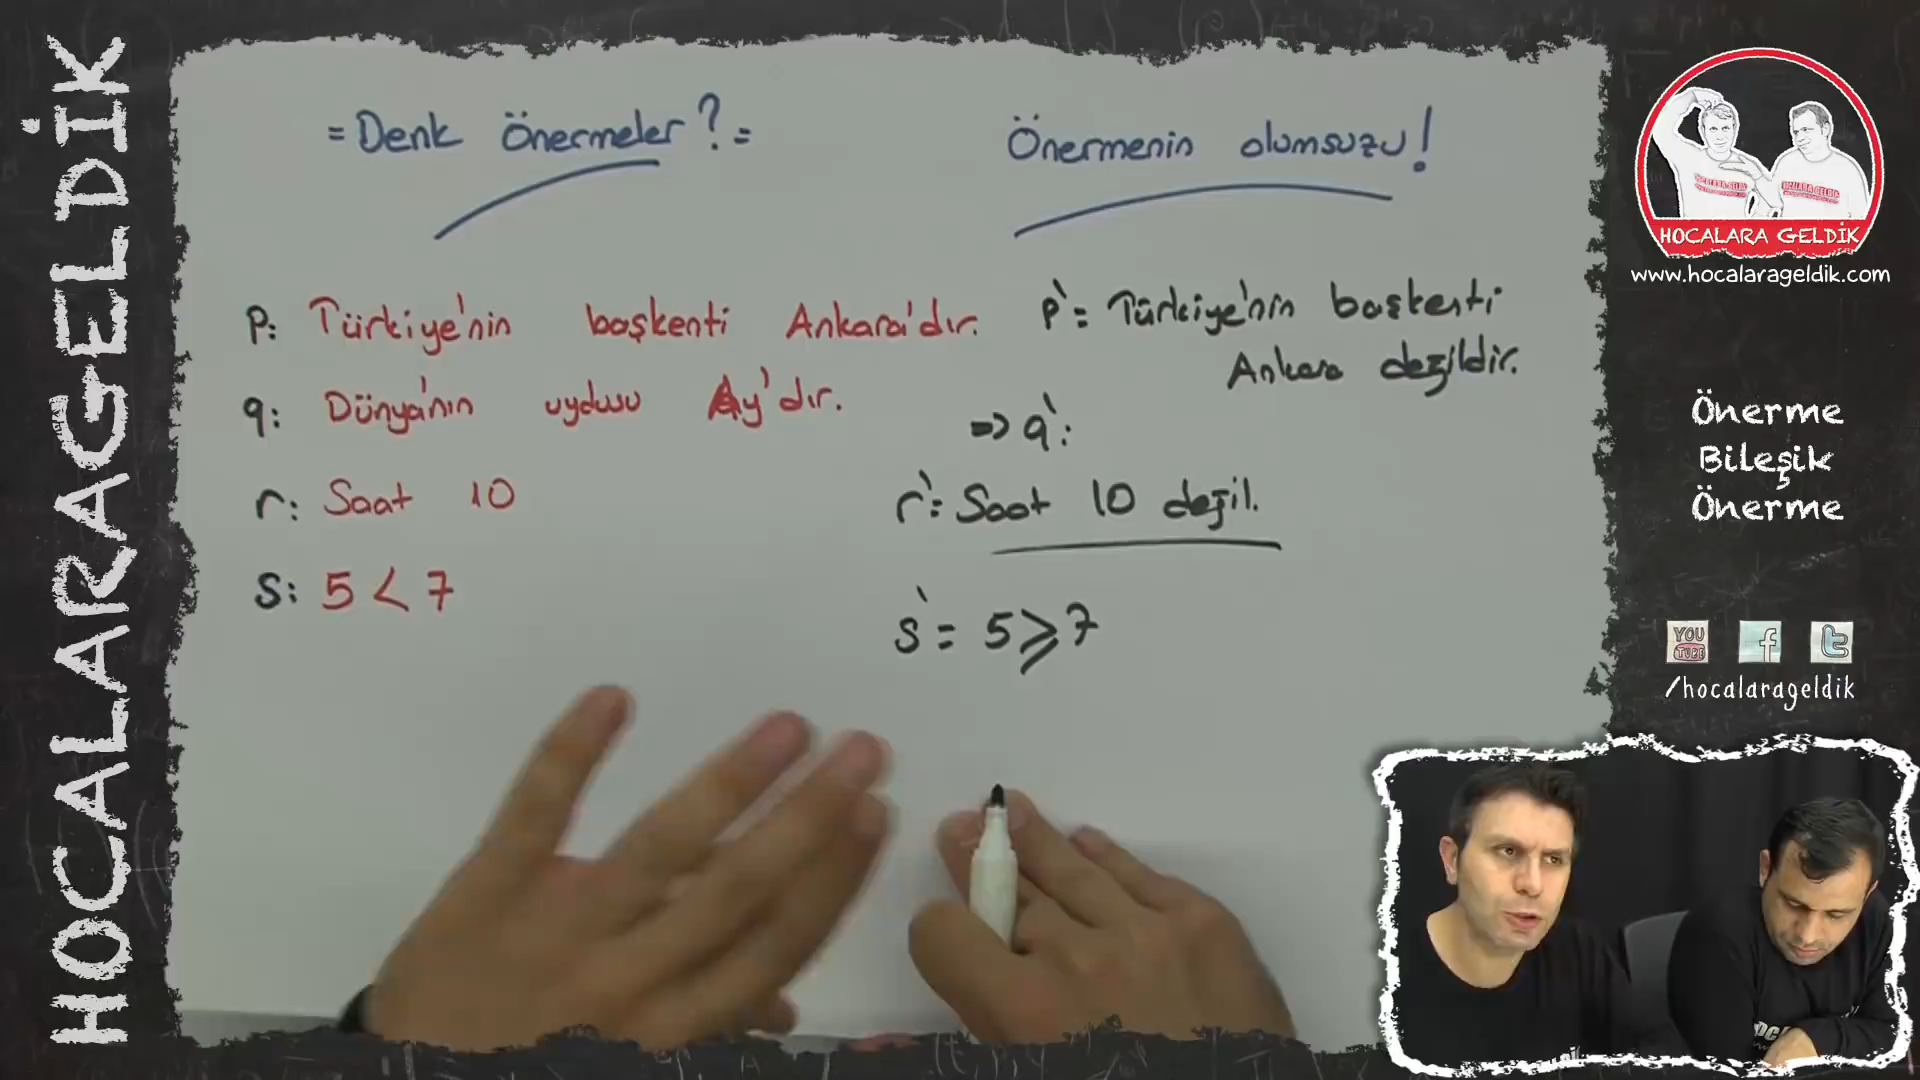 HOCALARAGELDİK
= Denk Önermeler? =
Önermenin olumsuzu!
p: Türkiye'nin başkenti Ankara'dır.
p' = Türkiye'nin başkenti
Ankara değildir.
q: Dünya'nın uydusu Ay'dır.
⇒ q':
r: Saat 10
r': Saat 10 değil.
s: 5 < 7
s' = 5 ⩾ 7
HOCALARA GELDİK
www.hocalarageldik.com
Önerme
Bileşik
Önerme
YOU
TUBE
f
t
/hocalarageldik